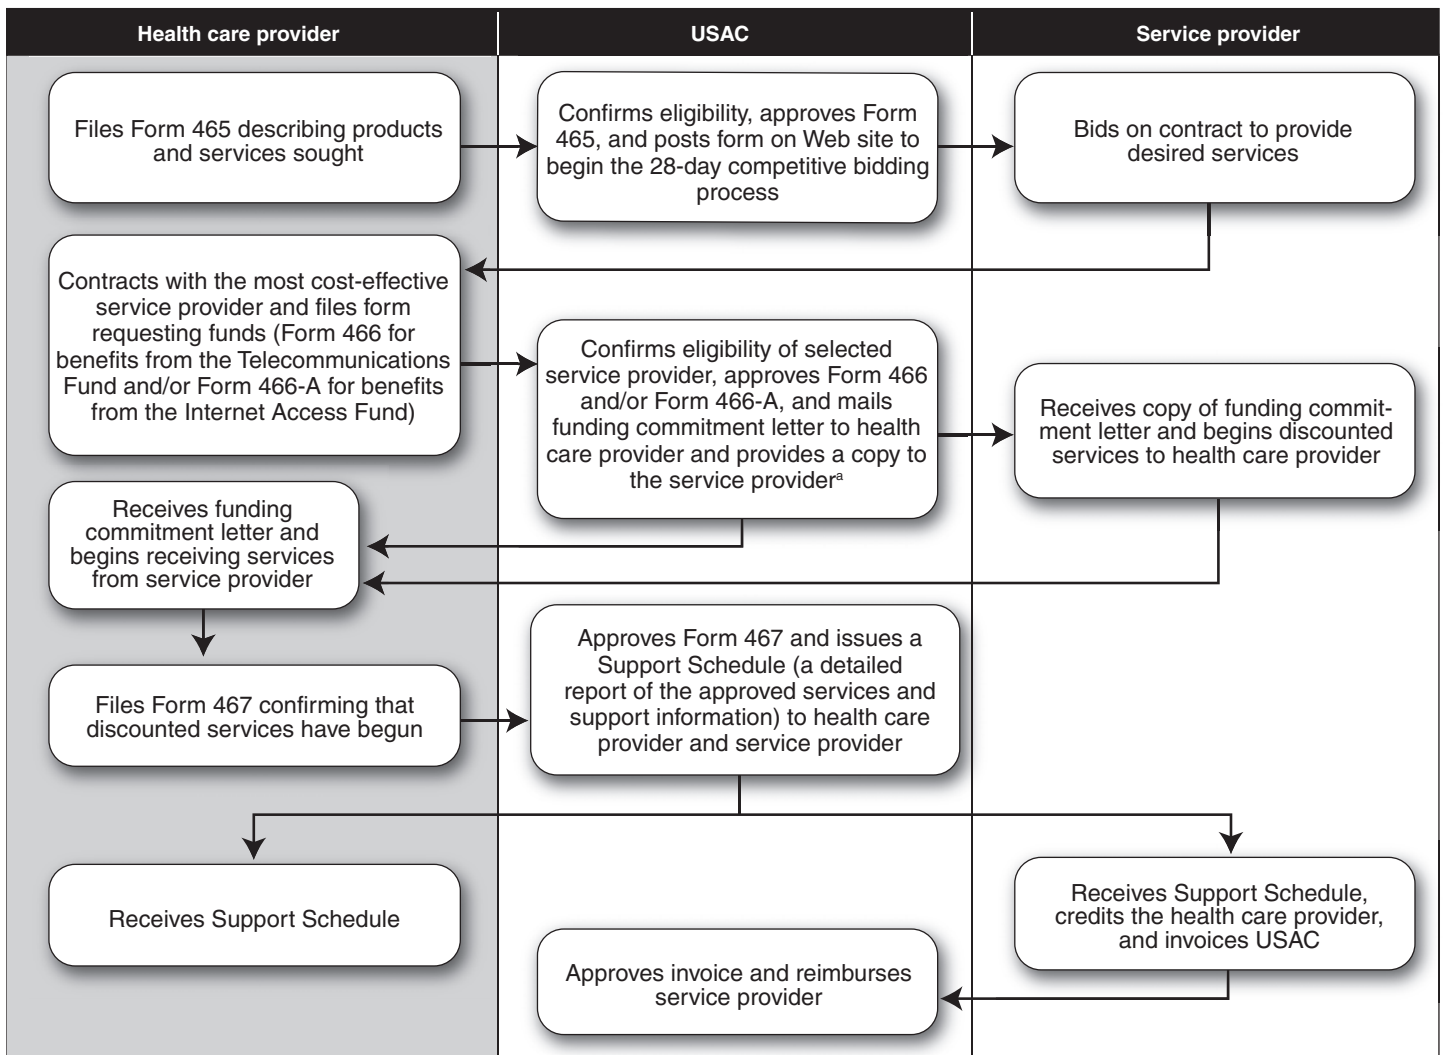 Health care provider
USAC
Service provider
Files Form 465 describing products
and services sought
Confirms eligibility, approves Form
465, and posts form on Web site to
begin the 28-day competitive bidding
process
Bids on contract to provide
desired services
Contracts with the most cost-effective
service provider and files form
requesting funds (Form 466 for
benefits from the Telecommunications
Fund and/or Form 466-A for benefits
from the Internet Access Fund)
Confirms eligibility of selected
service provider, approves Form 466
and/or Form 466-A, and mails
funding commitment letter to health
care provider and provides a copy to
the service providerᵃ
Receives copy of funding commit-
ment letter and begins discounted
services to health care provider
Receives funding
commitment letter and
begins receiving services
from service provider
Files Form 467 confirming that
discounted services have begun
Approves Form 467 and issues a
Support Schedule (a detailed
report of the approved services and
support information) to health care
provider and service provider
Receives Support Schedule
Receives Support Schedule,
credits the health care provider,
and invoices USAC
Approves invoice and reimburses
service provider